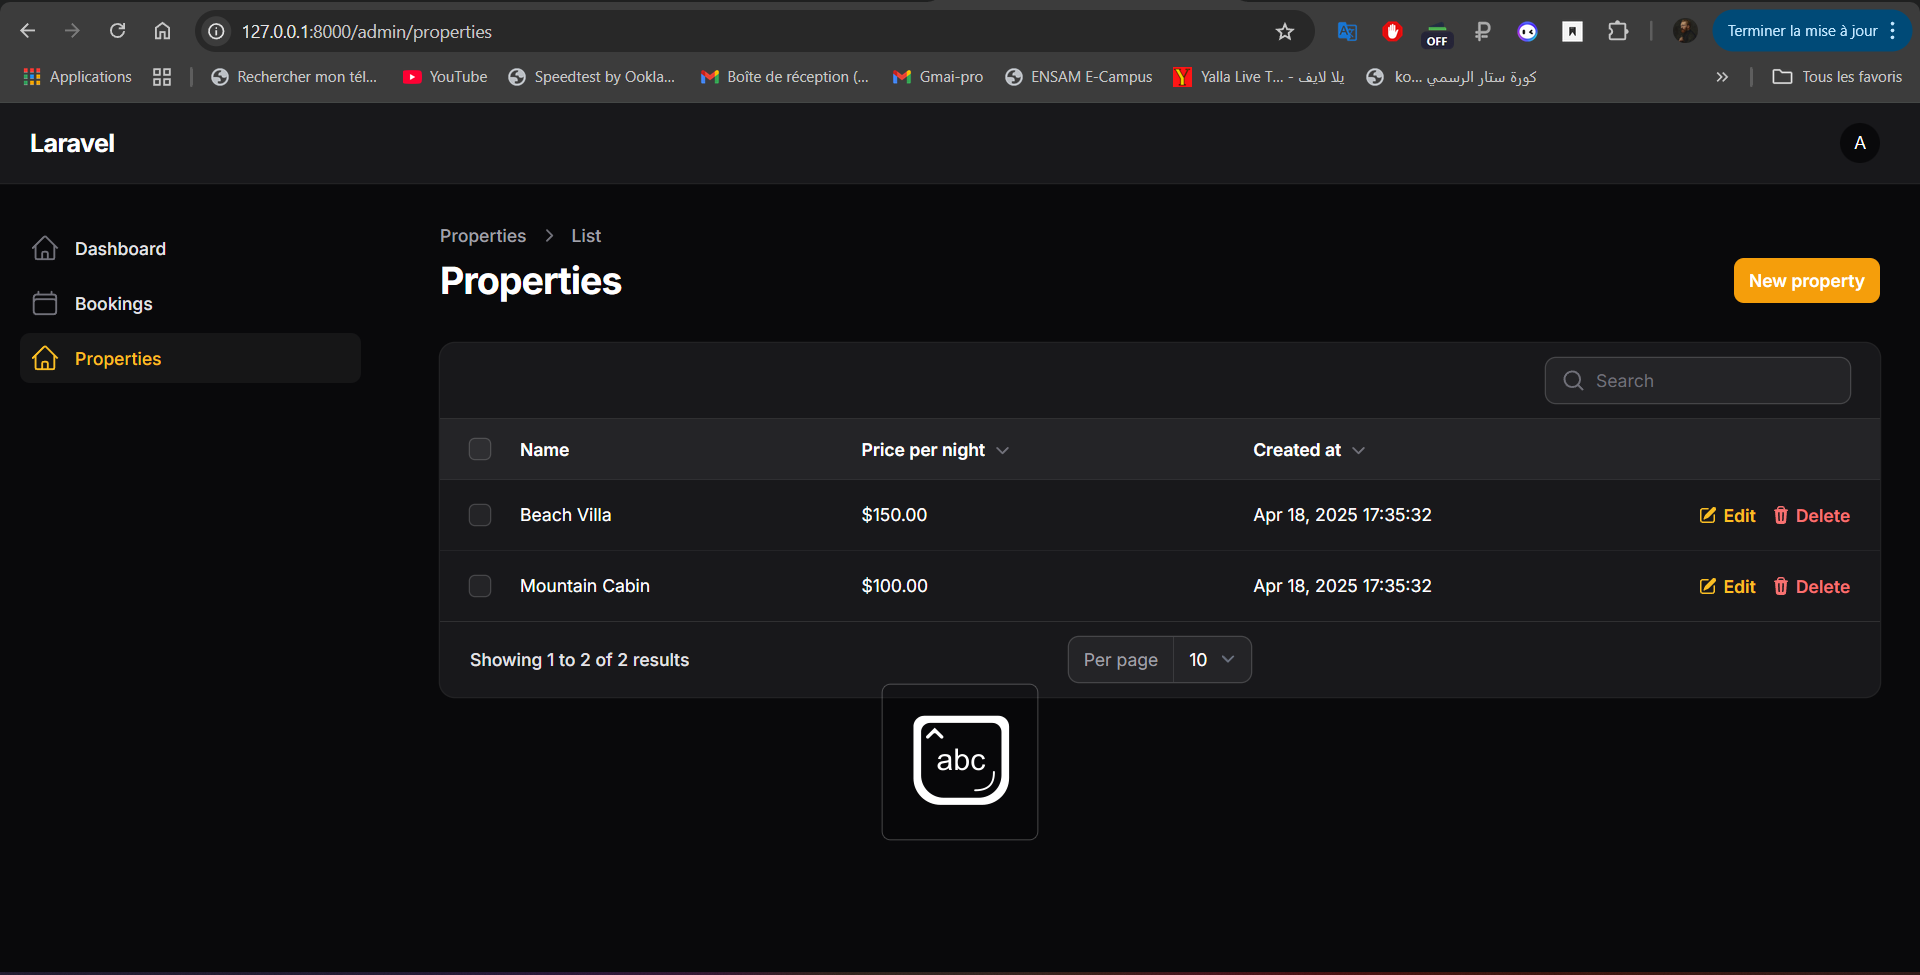 127.0.0.1:8000/admin/properties
OFF
Terminer la mise à jour
Applications
Rechercher mon tél...
YouTube
Speedtest by Ookla...
Boîte de réception (...
Gmai-pro
ENSAM E-Campus
Yalla Live T... - يلا لايف
كورة ستار الرسمي ...ko
Tous les favoris
Laravel
A
Dashboard
Bookings
Properties
Properties > List
Properties
New property
Search
Name Price per night Created at
Beach Villa $150.00 Apr 18, 2025 17:35:32 Edit Delete
Mountain Cabin $100.00 Apr 18, 2025 17:35:32 Edit Delete
Showing 1 to 2 of 2 results
Per page 10
abc